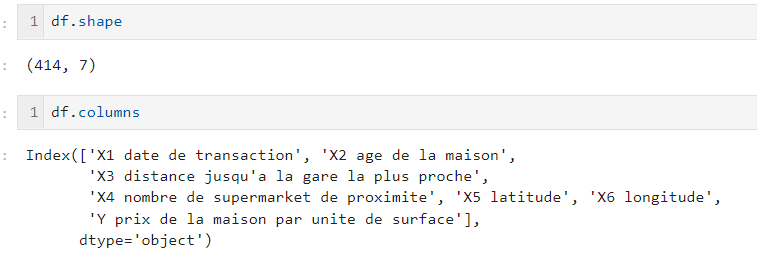 1 df.shape
(414, 7)
1 df.columns
Index(['X1 date de transaction', 'X2 age de la maison',
'X3 distance jusqu'a la gare la plus proche',
'X4 nombre de supermarket de proximite', 'X5 latitude', 'X6 longitude',
'Y prix de la maison par unite de surface'],
dtype='object')